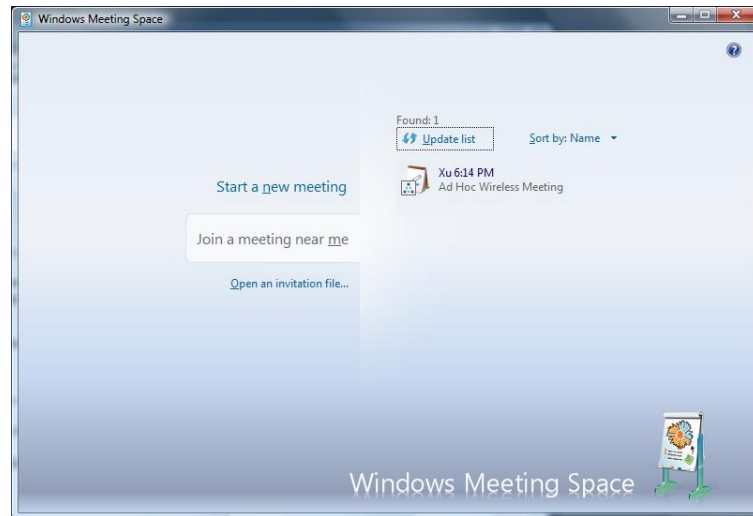 Windows Meeting Space
Found: 1
Update list
Sort by: Name
Xu 6:14 PM
Ad Hoc Wireless Meeting
Start a new meeting
Join a meeting near me
Open an invitation file...
Windows Meeting Space